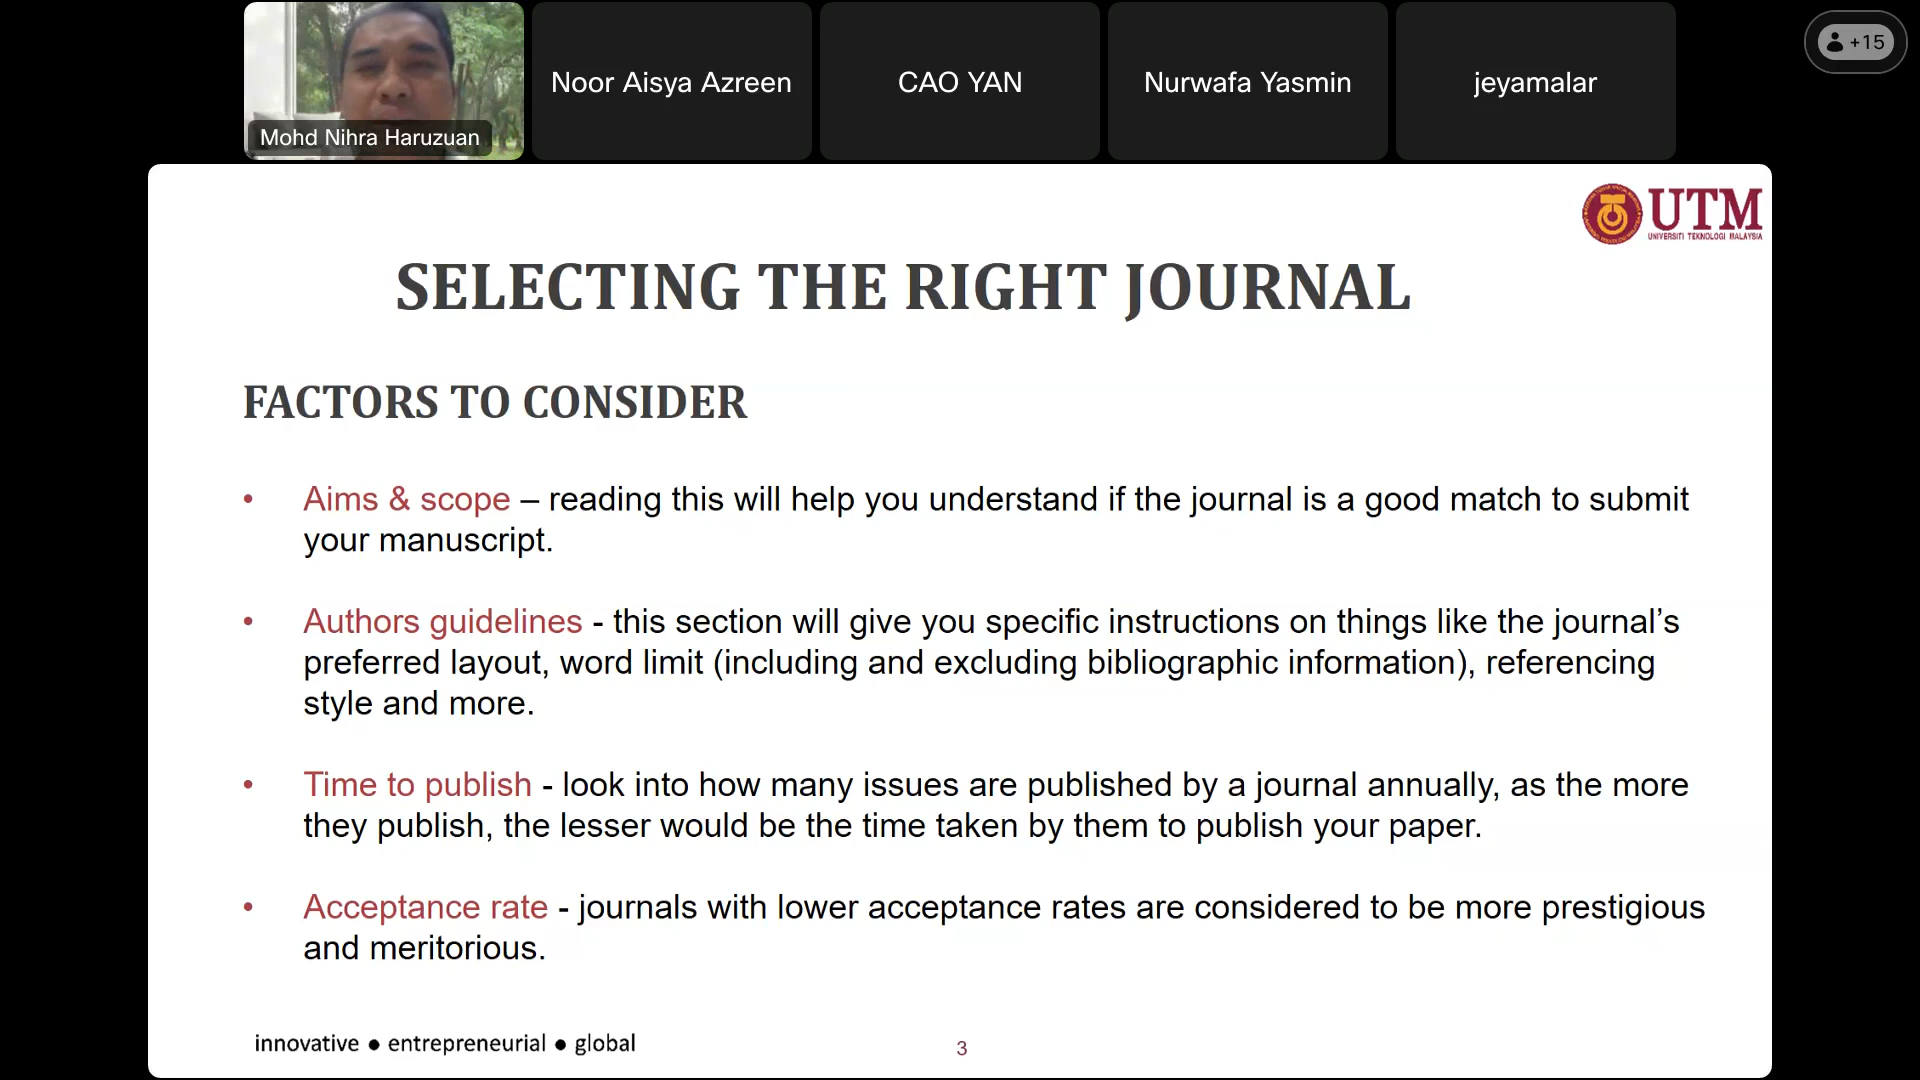 Mohd Nihra Haruzuan
Noor Aisya Azreen
CAO YAN
Nurwafa Yasmin
jeyamalar
+15
UTM
UNIVERSITI TEKNOLOGI MALAYSIA
SELECTING THE RIGHT JOURNAL
FACTORS TO CONSIDER
• Aims & scope – reading this will help you understand if the journal is a good match to submit
your manuscript.
• Authors guidelines - this section will give you specific instructions on things like the journal’s
preferred layout, word limit (including and excluding bibliographic information), referencing
style and more.
• Time to publish - look into how many issues are published by a journal annually, as the more
they publish, the lesser would be the time taken by them to publish your paper.
• Acceptance rate - journals with lower acceptance rates are considered to be more prestigious
and meritorious.
innovative ● entrepreneurial ● global
3